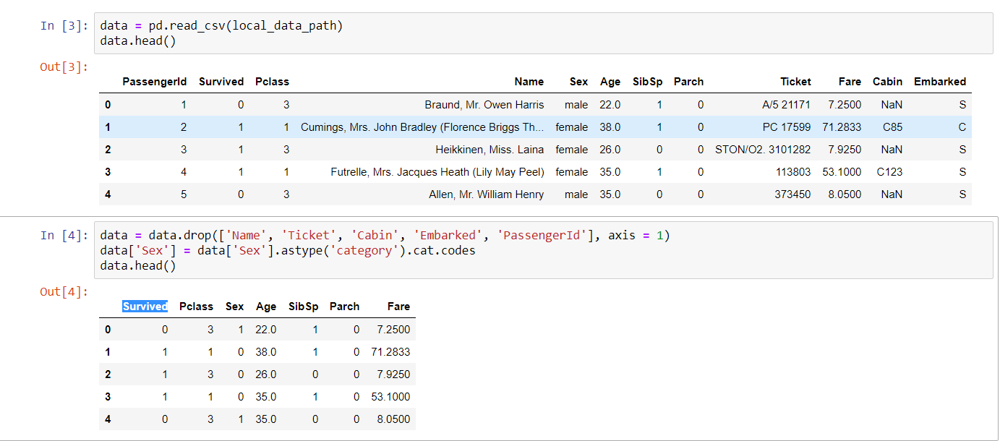 In [3]: data = pd.read_csv(local_data_path)
data.head()
Out[3]:
PassengerId Survived Pclass Name Sex Age SibSp Parch Ticket Fare Cabin Embarked
0 1 0 3 Braund, Mr. Owen Harris male 22.0 1 0 A/5 21171 7.2500 NaN S
1 2 1 1 Cumings, Mrs. John Bradley (Florence Briggs Th... female 38.0 1 0 PC 17599 71.2833 C85 C
2 3 1 3 Heikkinen, Miss. Laina female 26.0 0 0 STON/O2. 3101282 7.9250 NaN S
3 4 1 1 Futrelle, Mrs. Jacques Heath (Lily May Peel) female 35.0 1 0 113803 53.1000 C123 S
4 5 0 3 Allen, Mr. William Henry male 35.0 0 0 373450 8.0500 NaN S
In [4]: data = data.drop(['Name', 'Ticket', 'Cabin', 'Embarked', 'PassengerId'], axis = 1)
data['Sex'] = data['Sex'].astype('category').cat.codes
data.head()
Out[4]:
Survived Pclass Sex Age SibSp Parch Fare
0 0 3 1 22.0 1 0 7.2500
1 1 1 0 38.0 1 0 71.2833
2 1 3 0 26.0 0 0 7.9250
3 1 1 0 35.0 1 0 53.1000
4 0 3 1 35.0 0 0 8.0500